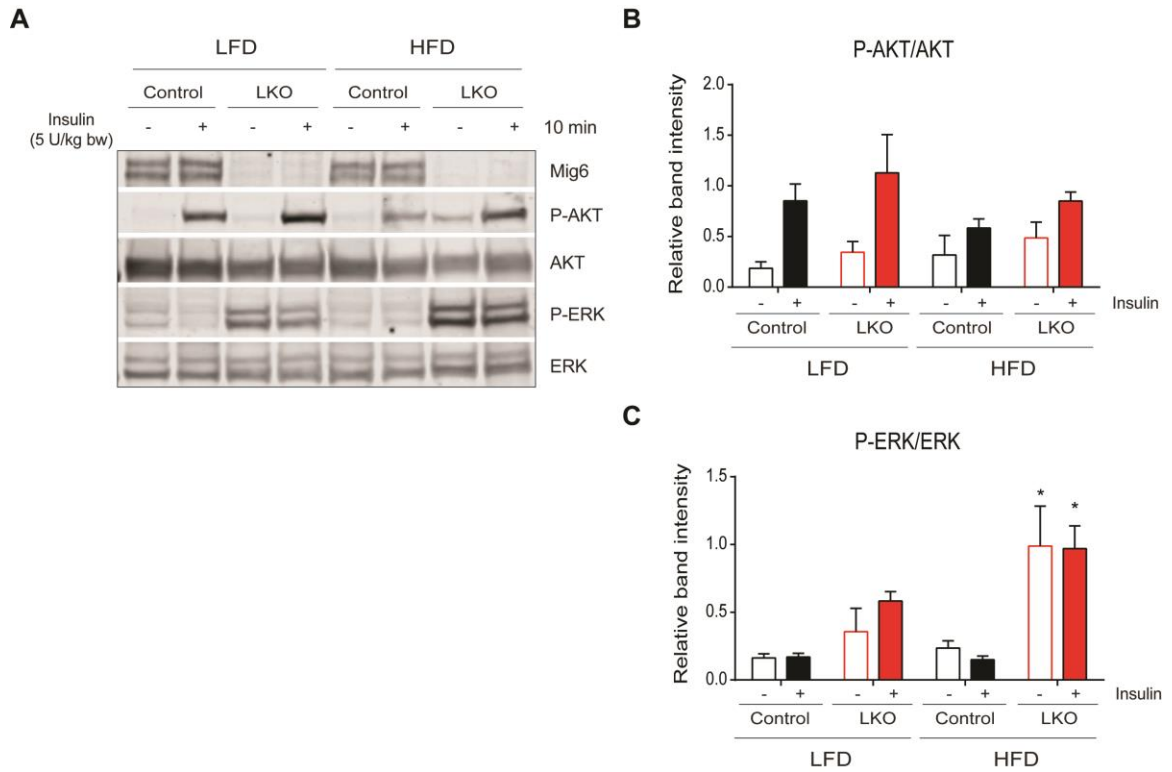 A
LFD HFD
Control LKO Control LKO
Insulin
(5 U/kg bw)
- + - + - + - + 10 min
Mig6
P-AKT
AKT
P-ERK
ERK
B
P-AKT/AKT
Relative band intensity
2.0
1.5
1.0
0.5
0.0
- + - + - + - + Insulin
Control LKO Control LKO
LFD HFD
C
P-ERK/ERK
Relative band intensity
1.5
1.0
0.5
0.0
* *
- + - + - + - + Insulin
Control LKO Control LKO
LFD HFD